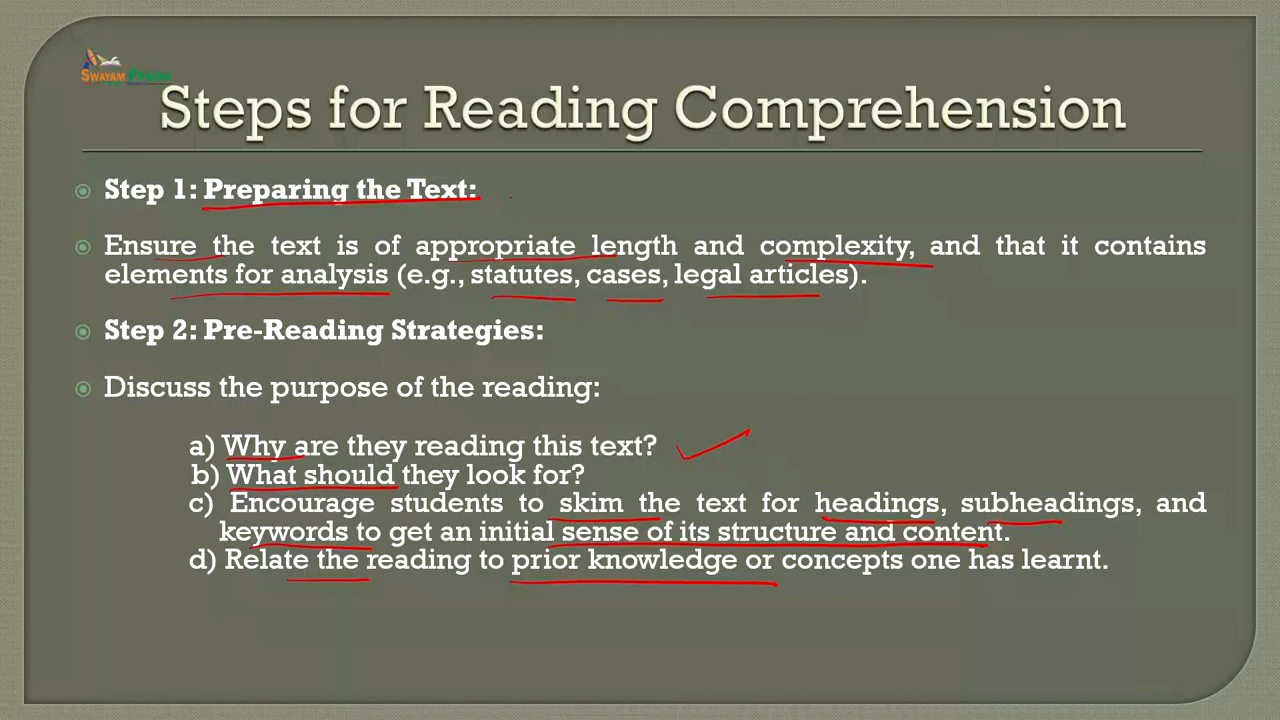 SWAYAM PRABHA
Steps for Reading Comprehension
Step 1: Preparing the Text:
Ensure the text is of appropriate length and complexity, and that it contains
elements for analysis (e.g., statutes, cases, legal articles).
Step 2: Pre-Reading Strategies:
Discuss the purpose of the reading:
a) Why are they reading this text?
b) What should they look for?
c) Encourage students to skim the text for headings, subheadings, and
keywords to get an initial sense of its structure and content.
d) Relate the reading to prior knowledge or concepts one has learnt.